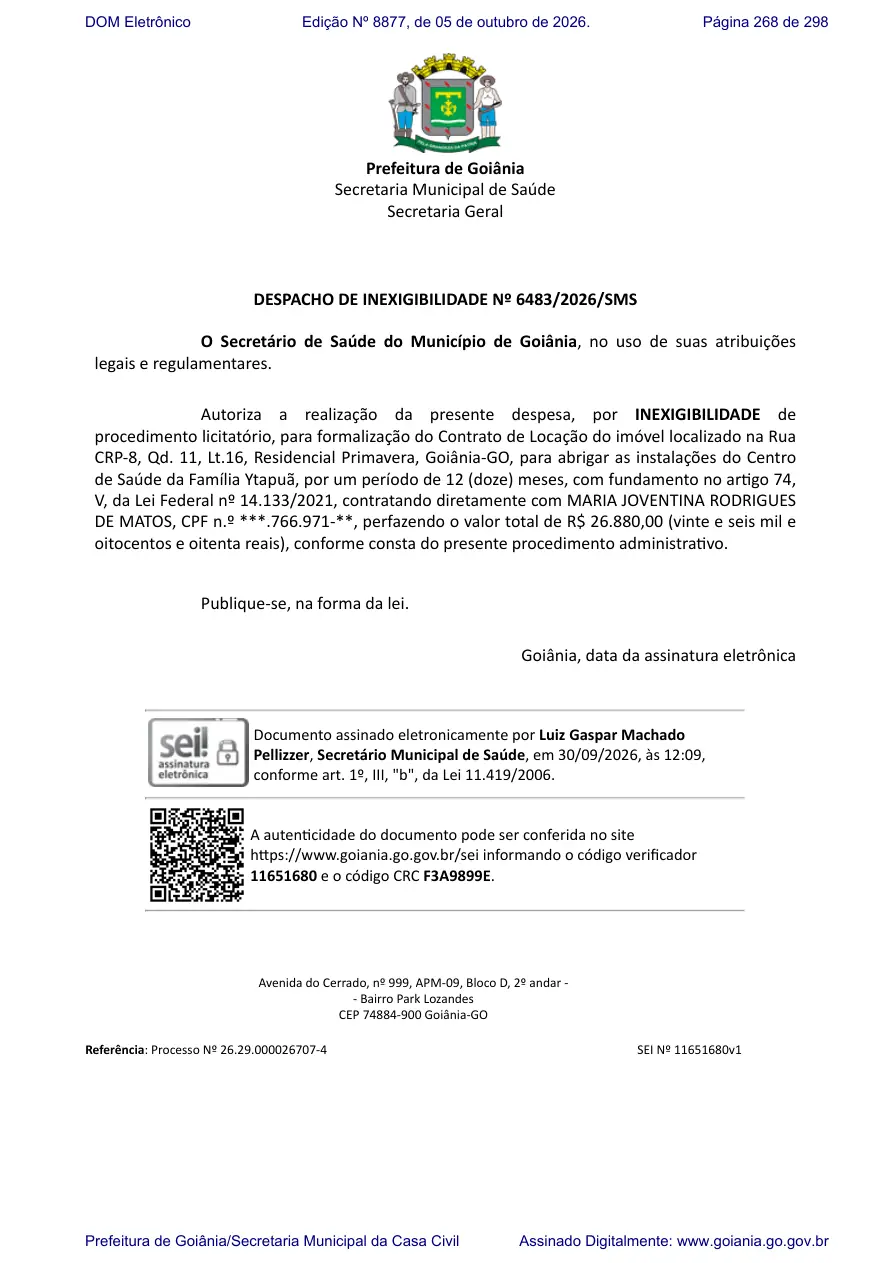 DOM Eletrônico Edição Nº 8877, de 05 de outubro de 2026. Página 268 de 298
Prefeitura de Goiânia
Secretaria Municipal de Saúde
Secretaria Geral
DESPACHO DE INEXIGIBILIDADE Nº 6483/2026/SMS
O Secretário de Saúde do Município de Goiânia, no uso de suas atribuições
legais e regulamentares.
Autoriza a realização da presente despesa, por INEXIGIBILIDADE de
procedimento licitatório, para formalização do Contrato de Locação do imóvel localizado na Rua
CRP-8, Qd. 11, Lt.16, Residencial Primavera, Goiânia-GO, para abrigar as instalações do Centro
de Saúde da Família Ytapuã, por um período de 12 (doze) meses, com fundamento no artigo 74,
V, da Lei Federal nº 14.133/2021, contratando diretamente com MARIA JOVENTINA RODRIGUES
DE MATOS, CPF n.º ***.766.971-**, perfazendo o valor total de R$ 26.880,00 (vinte e seis mil e
oitocentos e oitenta reais), conforme consta do presente procedimento administrativo.
Publique-se, na forma da lei.
Goiânia, data da assinatura eletrônica
sei!
assinatura
eletrônica
Documento assinado eletronicamente por Luiz Gaspar Machado
Pellizzer, Secretário Municipal de Saúde, em 30/09/2026, às 12:09,
conforme art. 1º, III, "b", da Lei 11.419/2006.
A autenticidade do documento pode ser conferida no site
https://www.goiania.go.gov.br/sei informando o código verificador
11651680 e o código CRC F3A9899E.
Avenida do Cerrado, nº 999, APM-09, Bloco D, 2º andar -
- Bairro Park Lozandes
CEP 74884-900 Goiânia-GO
Referência: Processo Nº 26.29.000026707-4 SEI Nº 11651680v1
Prefeitura de Goiânia/Secretaria Municipal da Casa Civil Assinado Digitalmente: www.goiania.go.gov.br